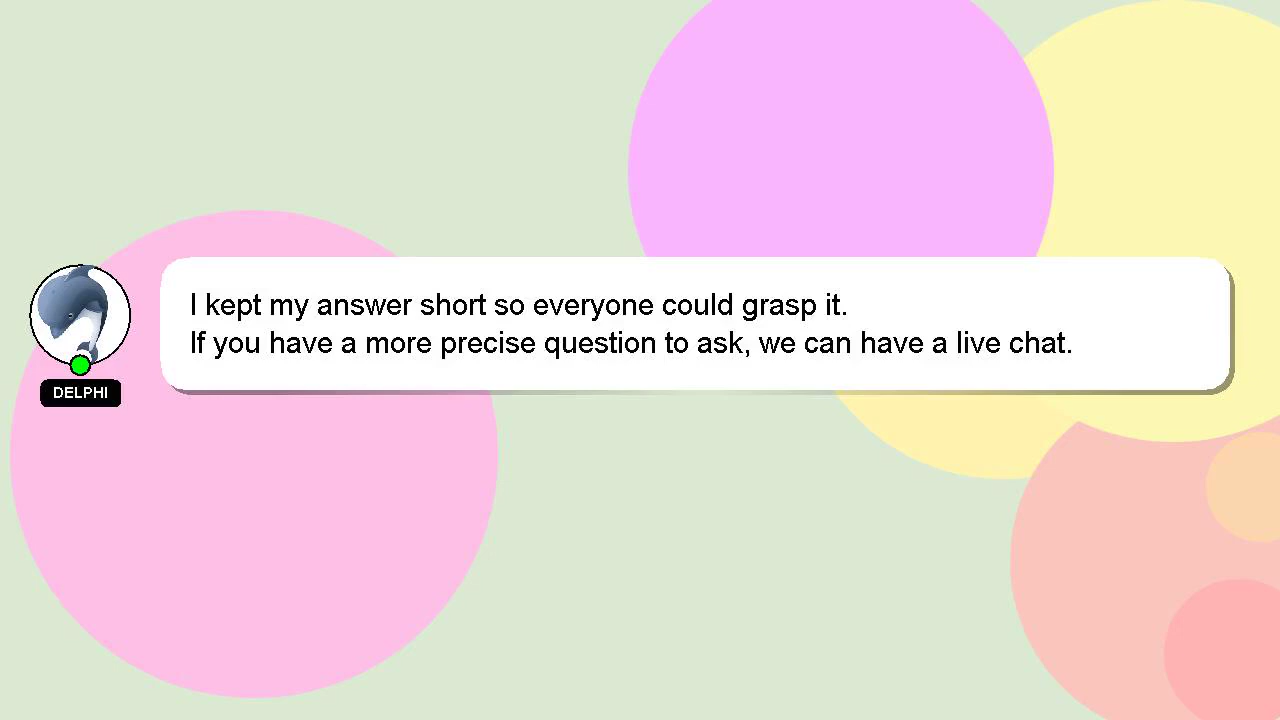 I kept my answer short so everyone could grasp it.
If you have a more precise question to ask, we can have a live chat.
DELPHI